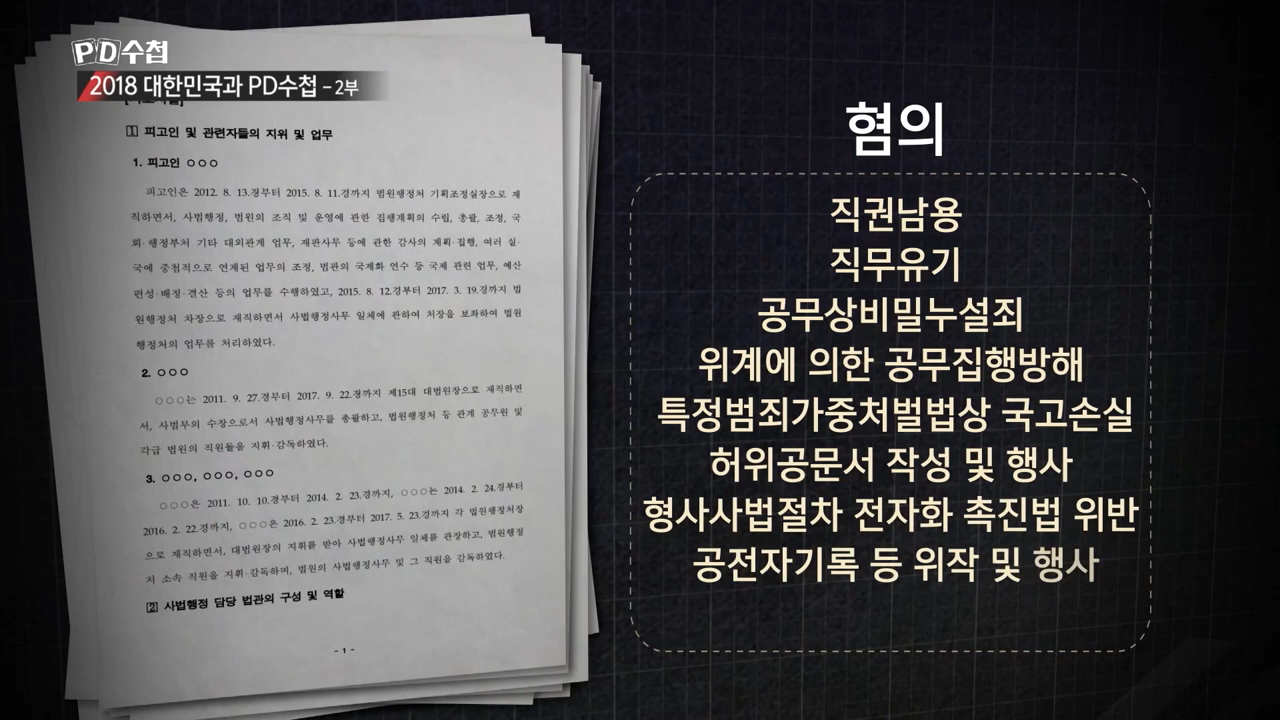 PD수첩
2018 대한민국과 PD수첩 - 2부
1 피고인 및 관련자들의 지위 및 업무
1. 피고인 ○○○
피고인은 2012. 8. 13.경부터 2015. 8. 11.경까지 법원행정처 기획조정실장으로 재
직하면서, 사법행정, 법원의 조직 및 운영에 관한 집행계획의 수립, 총괄, 조정, 국
회·행정부처 기타 대외관계 업무, 재판사무 등에 관한 감사의 계획·집행, 여러 실·
국에 중첩적으로 연계된 업무의 조정, 법관의 국제화 연수 등 국제 관련 업무, 예산
편성·배정·결산 등의 업무를 수행하였고, 2015. 8. 12.경부터 2017. 3. 19.경까지 법
원행정처 차장으로 재직하면서 사법행정사무 일체에 관하여 처장을 보좌하여 법원
행정처의 업무를 처리하였다.
2. ○○○
○○○는 2011. 9. 27.경부터 2017. 9. 22.경까지 제15대 대법원장으로 재직하면
서, 사법부의 수장으로서 사법행정사무를 총괄하고, 법원행정처 등 관계 공무원 및
각급 법원의 직원들을 지휘·감독하였다.
3. ○○○, ○○○, ○○○
○○○은 2011. 10. 10.경부터 2014. 2. 23.경까지, ○○○는 2014. 2. 24.경부터
2016. 2. 22.경까지, ○○○은 2016. 2. 23.경부터 2017. 5. 23.경까지 각 법원행정처장
으로 재직하면서, 대법원장의 지휘를 받아 사법행정사무 일체를 관장하고, 법원행정
처 소속 직원을 지휘·감독하며, 법원의 사법행정사무 및 그 직원을 감독하였다.
2 사법행정 담당 법관의 구성 및 역할
- 1 -
혐의
직권남용
직무유기
공무상비밀누설죄
위계에 의한 공무집행방해
특정범죄가중처벌법상 국고손실
허위공문서 작성 및 행사
형사사법절차 전자화 촉진법 위반
공전자기록 등 위작 및 행사